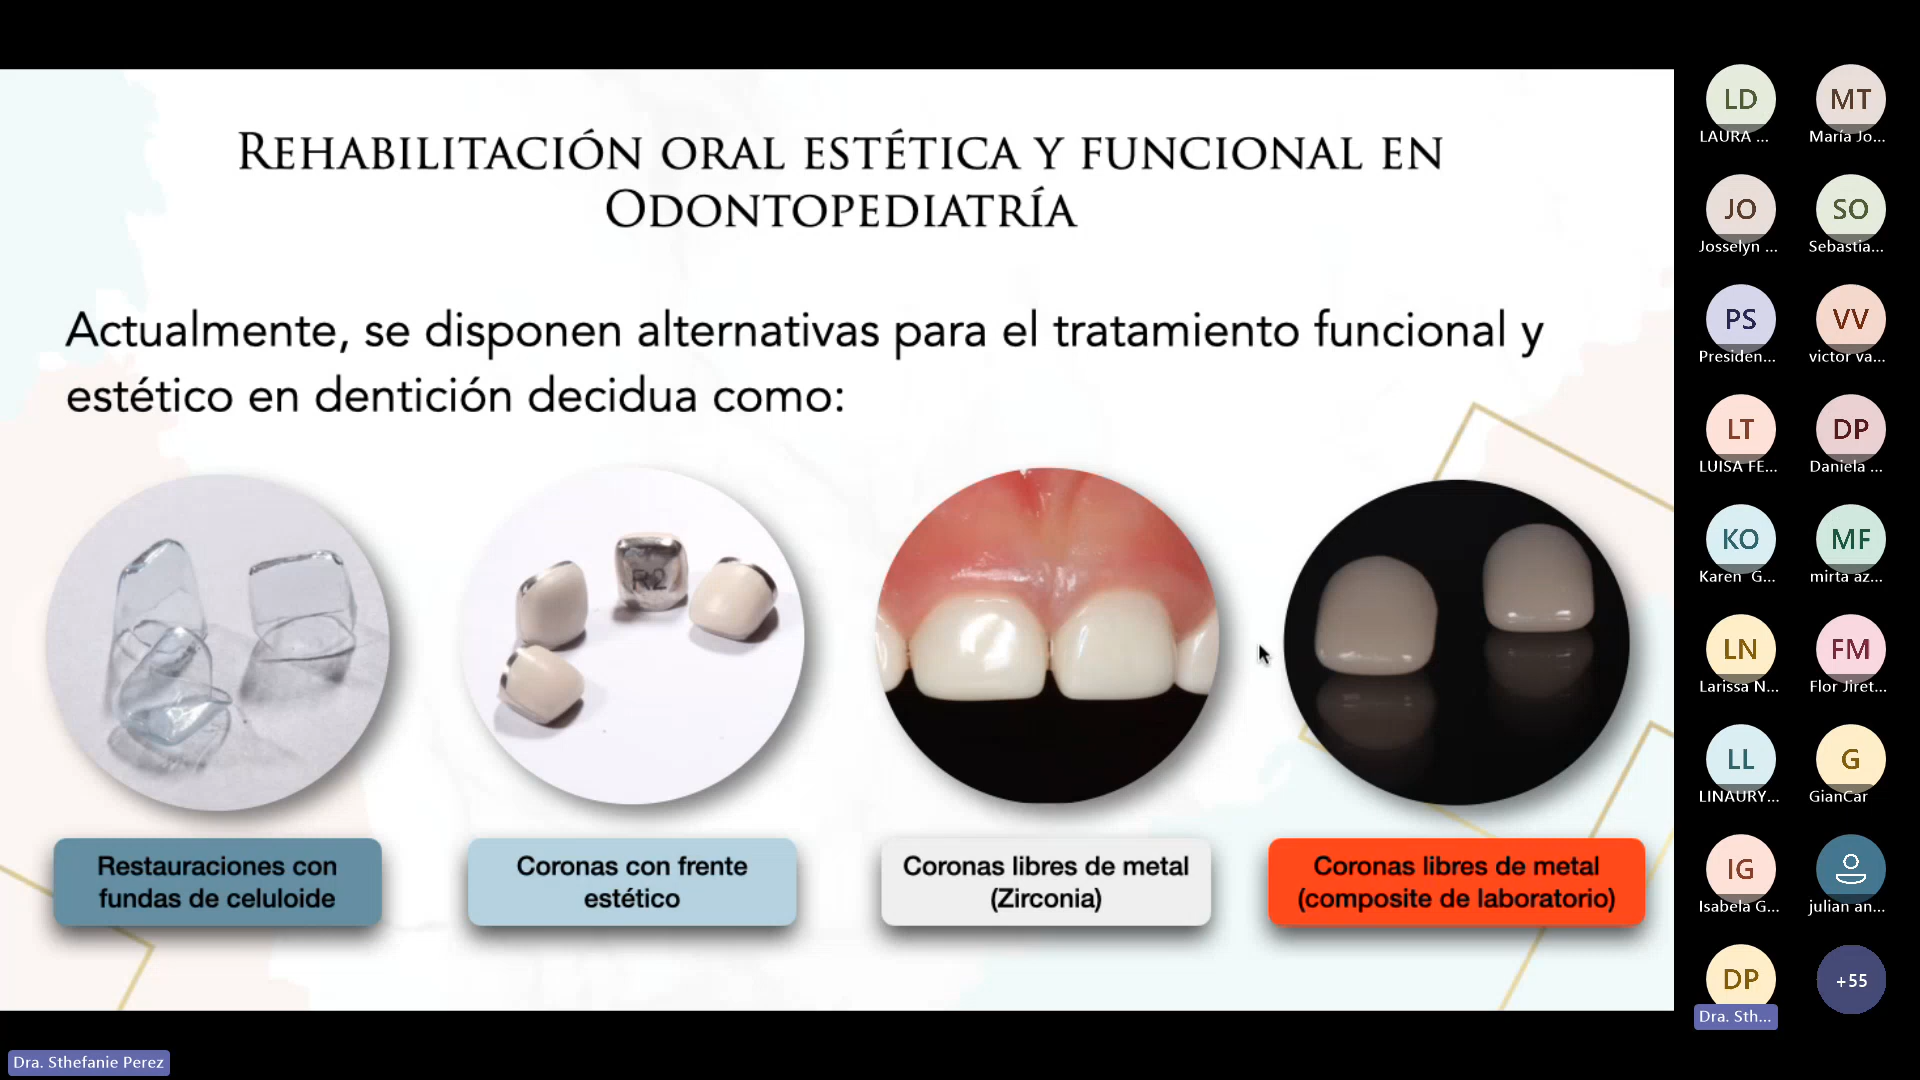 REHABILITACIÓN ORAL ESTÉTICA Y FUNCIONAL EN
ODONTOPEDIATRÍA
Actualmente, se disponen alternativas para el tratamiento funcional y
estético en dentición decidua como:
R2
Restauraciones con
fundas de celuloide
Coronas con frente
estético
Coronas libres de metal
(Zirconia)
Coronas libres de metal
(composite de laboratorio)
LD
LAURA ...
MT
María Jo...
JO
Josselyn ...
SO
Sebastia...
PS
Presiden...
VV
victor va...
LT
LUISA FE...
DP
Daniela ...
KO
Karen G...
MF
mirta az...
LN
Larissa N...
FM
Flor Jiret...
LL
LINAURY...
G
GianCar
IG
Isabela G...
julian an...
DP
Dra. Sth...
+55
Dra. Sthefanie Perez